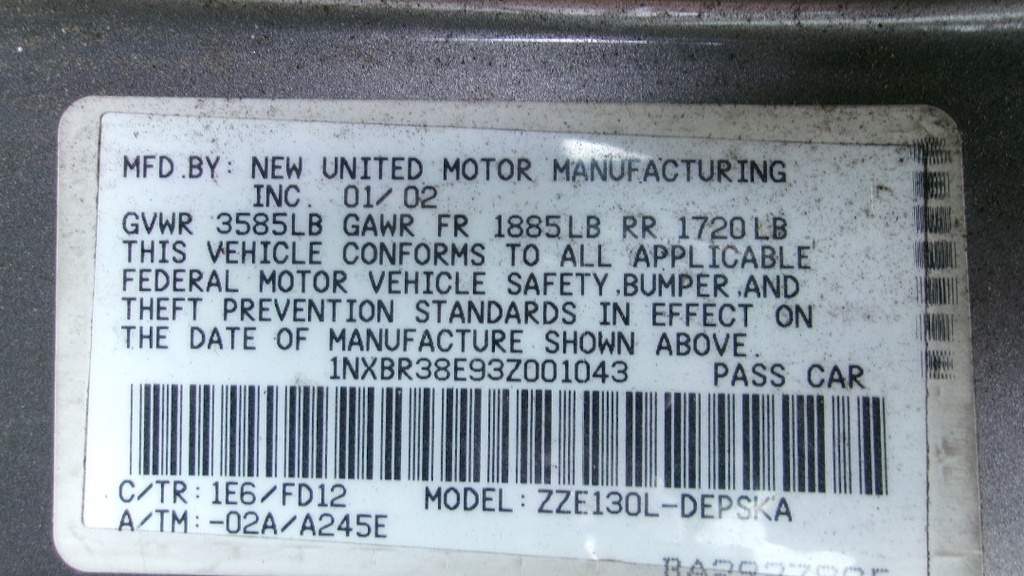 MFD.BY: NEW UNITED MOTOR MANUFACTURING
INC. 01/02
GVWR 3585LB GAWR FR 1885LB RR 1720LB
THIS VEHICLE CONFORMS TO ALL APPLICABLE
FEDERAL MOTOR VEHICLE SAFETY,BUMPER,AND
THEFT PREVENTION STANDARDS IN EFFECT ON
THE DATE OF MANUFACTURE SHOWN ABOVE.
1NXBR38E93Z001043 PASS CAR
C/TR: 1E6/FD12 MODEL: ZZE130L-DEPSKA
A/TM: -02A/A245E